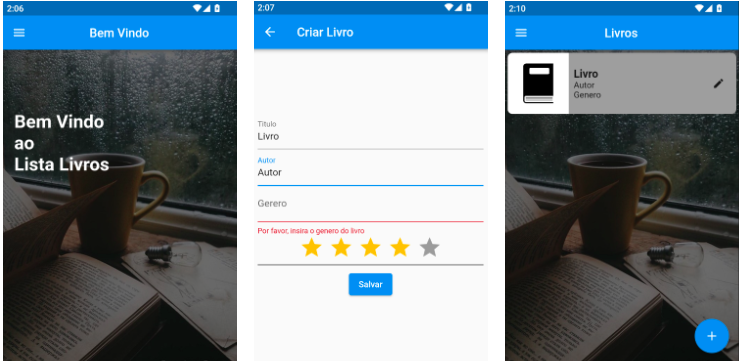 2:06
Bem Vindo
Bem Vindo
ao
Lista Livros
2:07
Criar Livro
Titulo
Livro
Autor
Autor
Gerero
Por favor, insira o genero do livro
Salvar
2:10
Livros
Livro
Autor
Genero